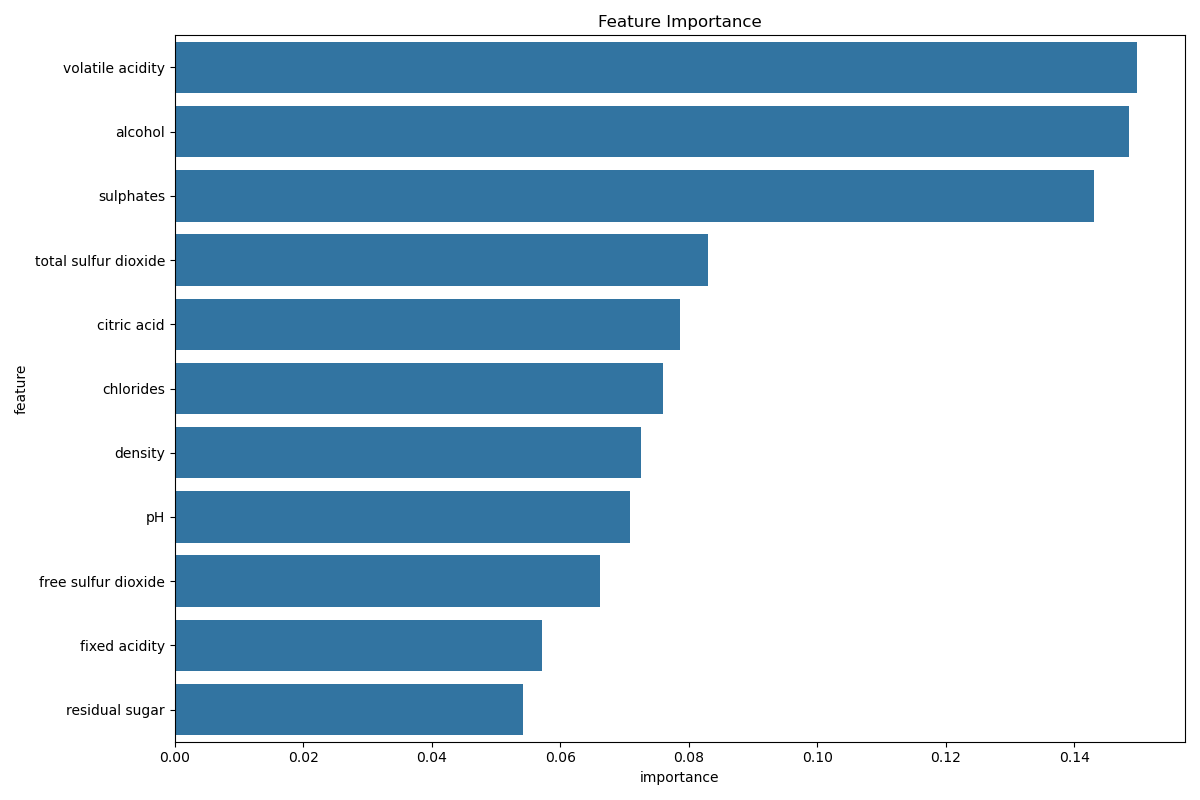 Feature Importance
volatile acidity
alcohol
sulphates
total sulfur dioxide
citric acid
chlorides
density
pH
free sulfur dioxide
fixed acidity
residual sugar
feature
0.00 0.02 0.04 0.06 0.08 0.10 0.12 0.14
importance